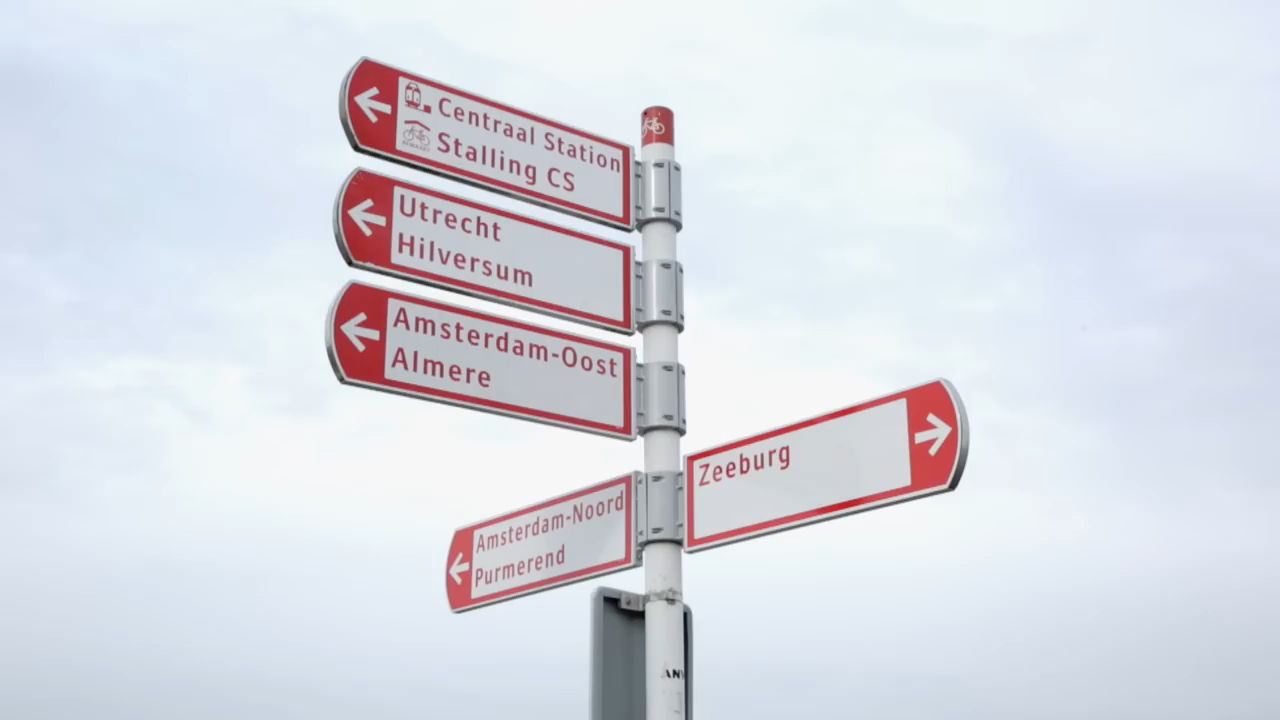 Centraal Station
Stalling CS
Utrecht
Hilversum
Amsterdam-Oost
Almere
Zeeburg
Amsterdam-Noord
Purmerend